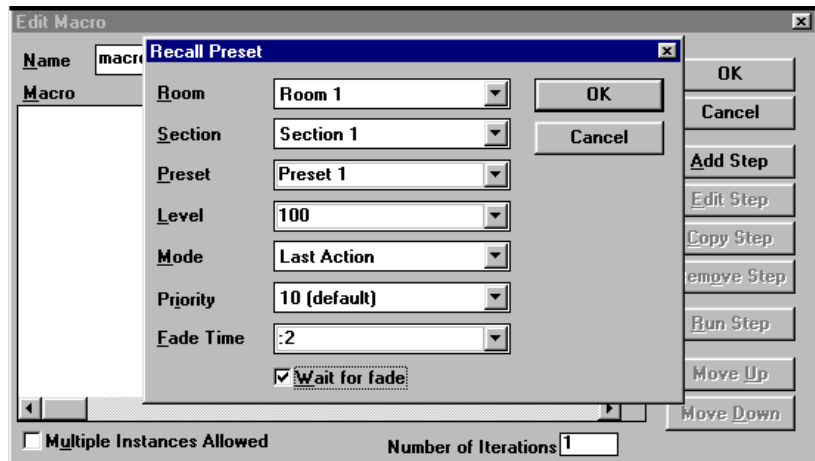 Edit Macro
Name
Macro
Recall Preset
Room
Room 1
Section
Section 1
Preset
Preset 1
Level
100
Mode
Last Action
Priority
10 (default)
Fade Time
:2
Wait for fade
OK
Cancel
OK
Cancel
Add Step
Edit Step
Copy Step
Run Step
Move Up
Move Down
Multiple Instances Allowed
Number of Iterations 1